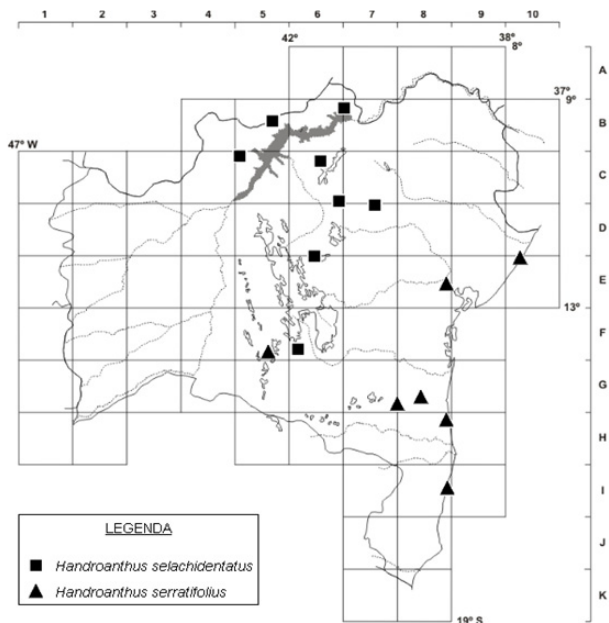 1 2 3 4 5 6 7 8 9 10
42° 38°
8°
A
37°
9°
B
47° W
C
D
E
13°
F
G
H
I
J
K
19° S
LEGENDA
Handroanthus selachidentatus
Handroanthus serratifolius